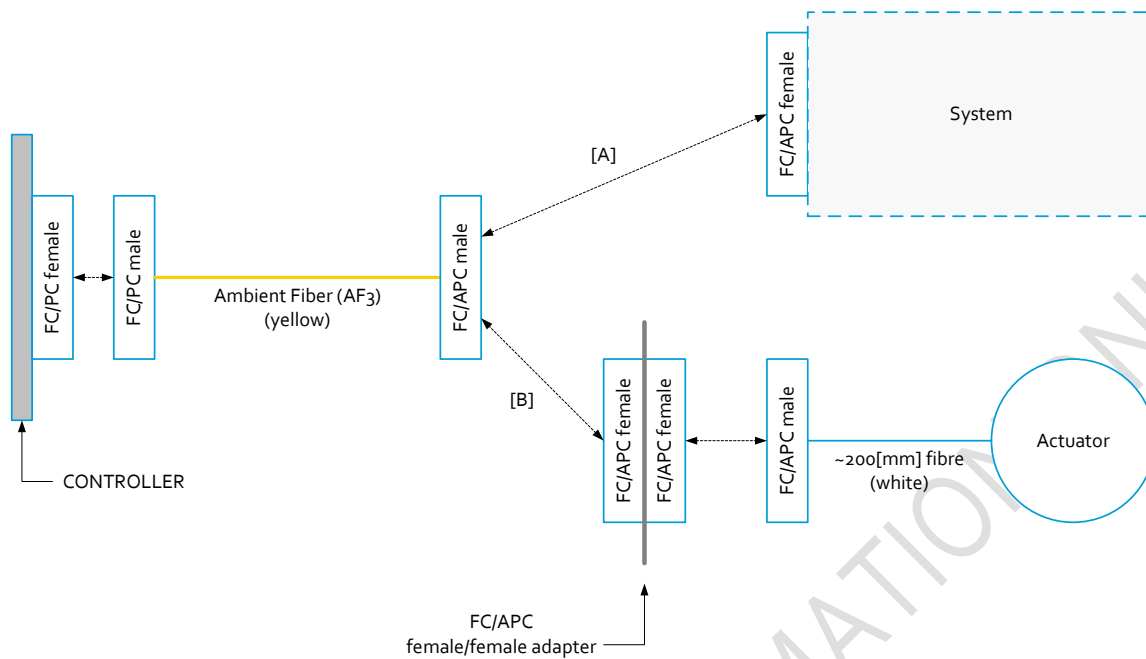 FC/APC female
System
[A]
FC/PC female
FC/PC male
FC/APC male
Ambient Fiber (AF3)
(yellow)
[B]
FC/APC female
FC/APC female
FC/APC male
~200[mm] fibre
(white)
Actuator
CONTROLLER
FC/APC
female/female adapter